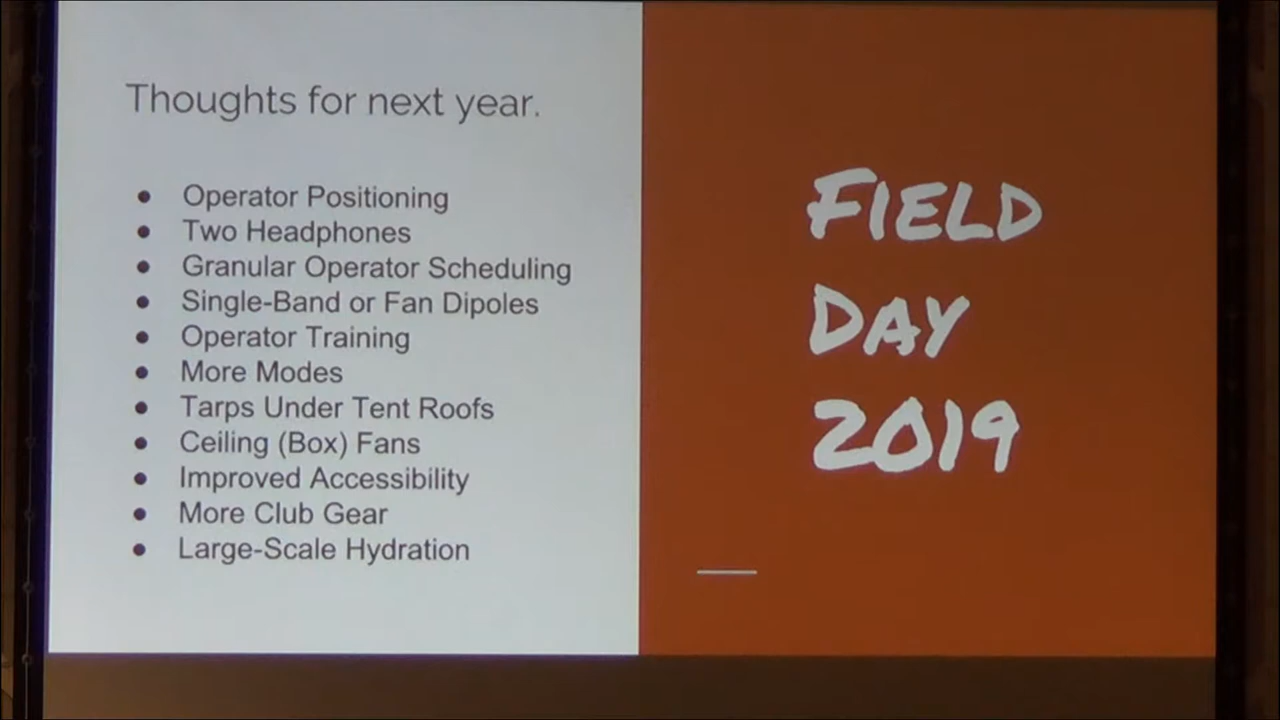 Thoughts for next year.
● Operator Positioning
● Two Headphones
● Granular Operator Scheduling
● Single-Band or Fan Dipoles
● Operator Training
● More Modes
● Tarps Under Tent Roofs
● Ceiling (Box) Fans
● Improved Accessibility
● More Club Gear
● Large-Scale Hydration
FIELD
DAY
2019